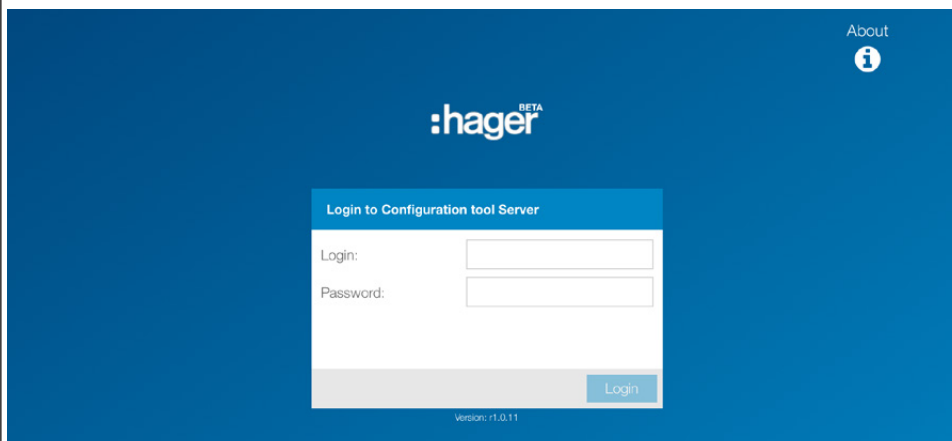 About
BETA
:hager
Login to Configuration tool Server
Login:
Password:
Login
Version: r1.0.11